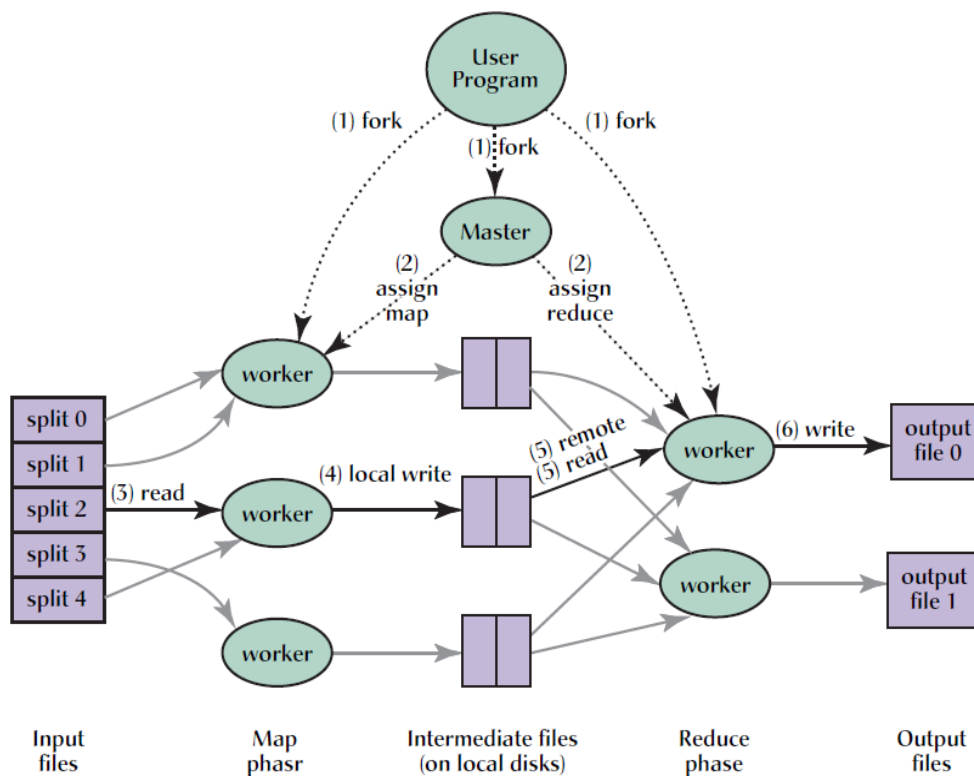 User
Program
(1) fork
(1) fork
(1) fork
Master
(2)
assign
map
(2)
assign
reduce
worker
split 0
split 1
split 2
split 3
split 4
(3) read
worker
(4) local write
(5) remote
(5) read
worker
(6) write
output
file 0
worker
worker
output
file 1
Input
files
Map
phasr
Intermediate files
(on local disks)
Reduce
phase
Output
files